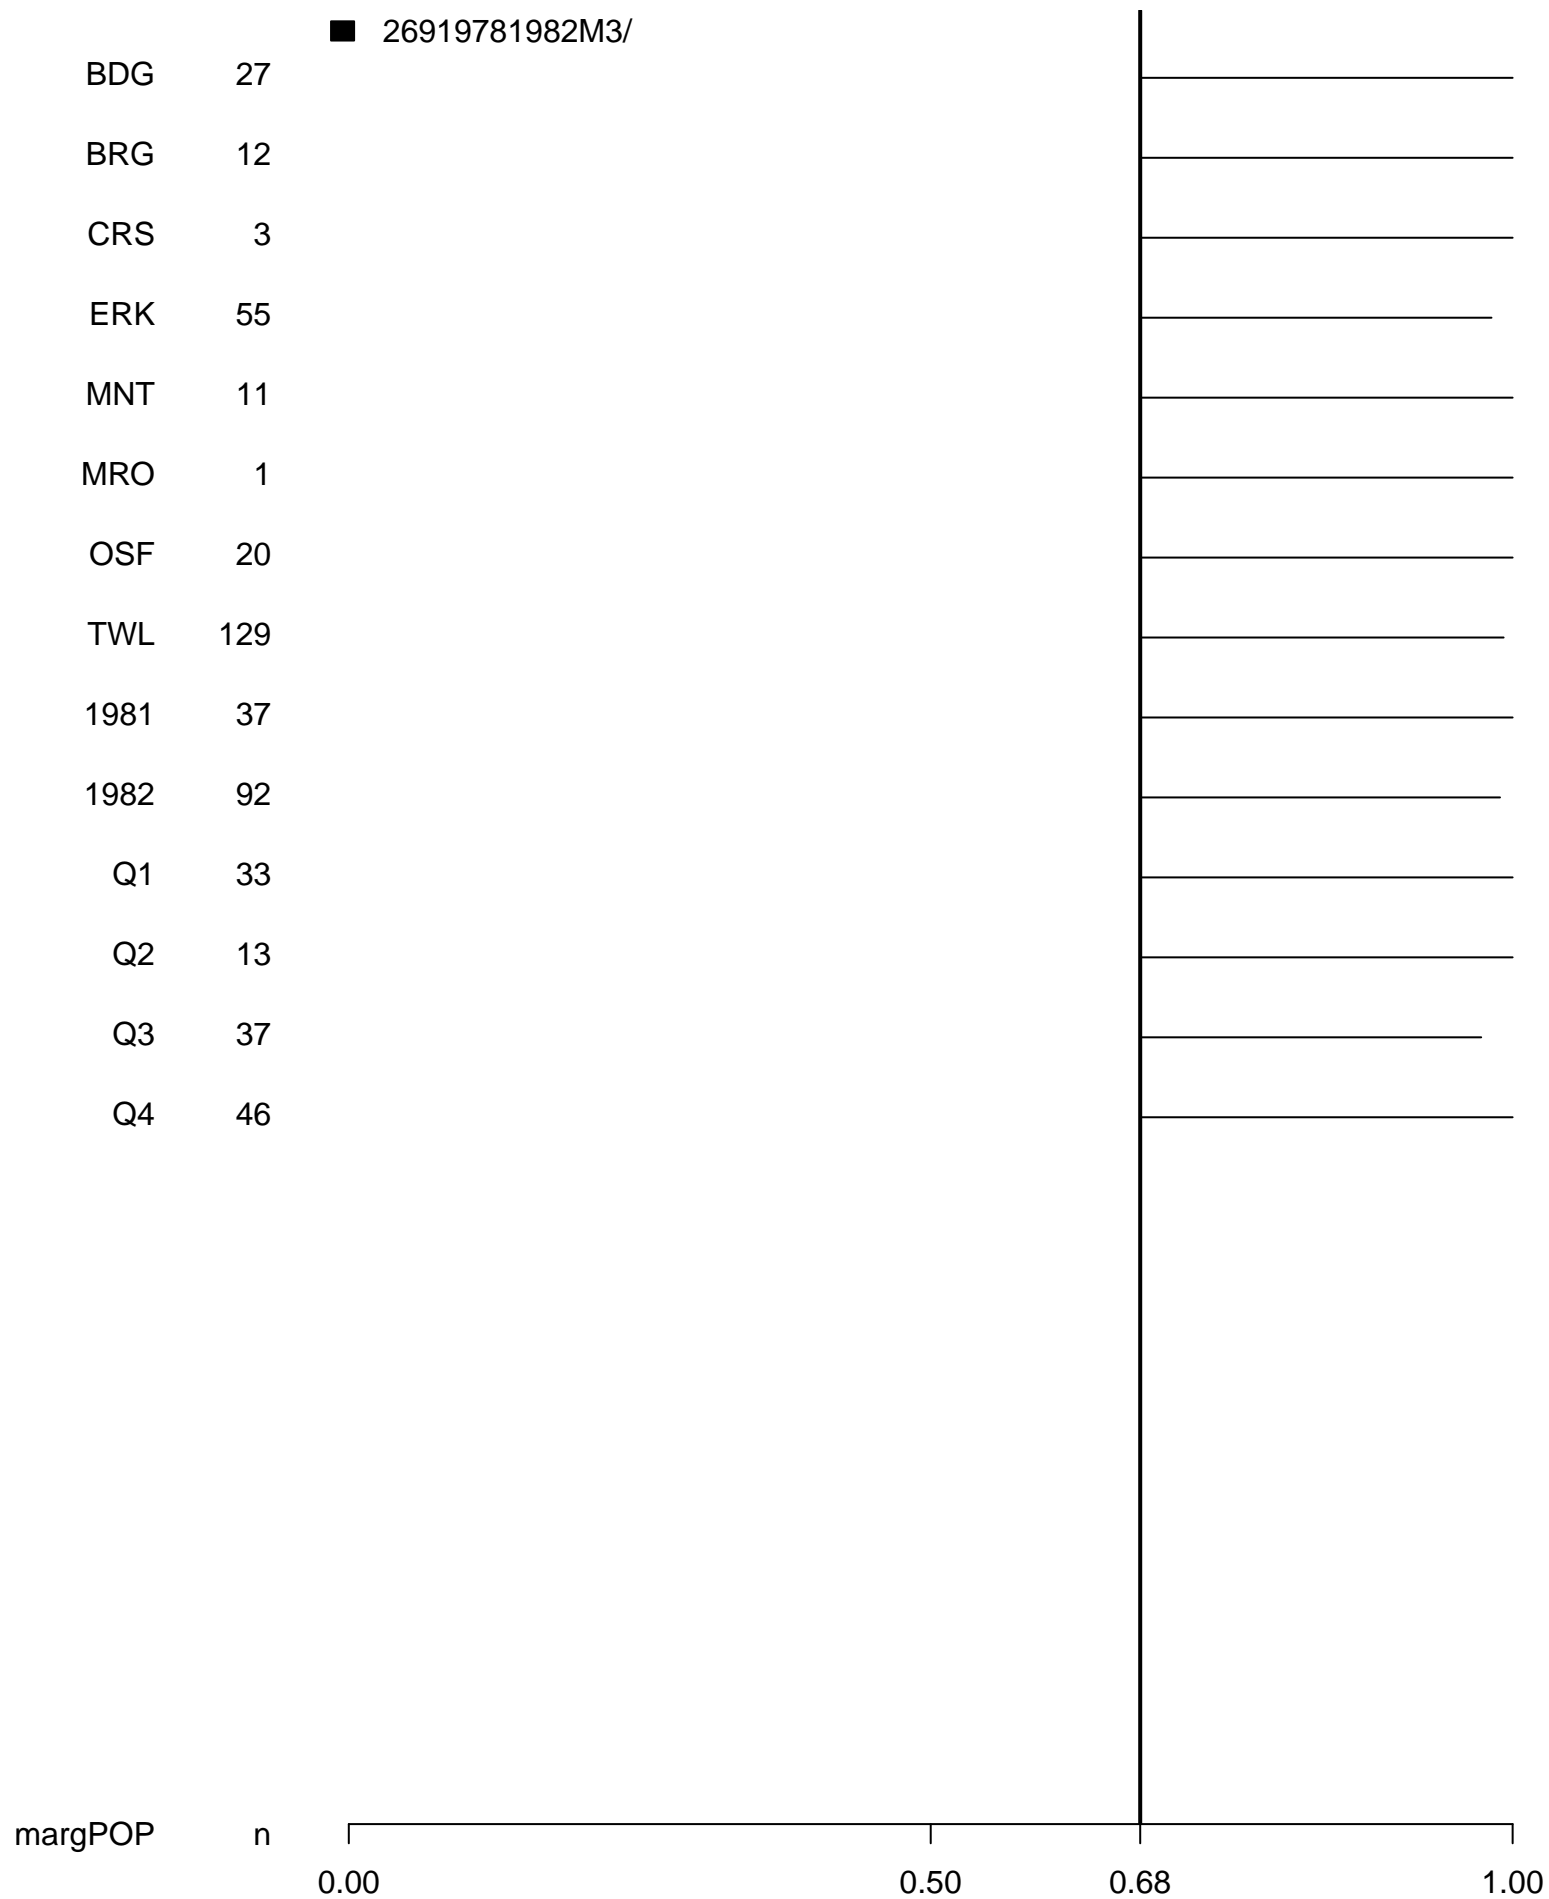 26919781982M3/
BDG 27
BRG 12
CRS 3
ERK 55
MNT 11
MRO 1
OSF 20
TWL 129
1981 37
1982 92
Q1 33
Q2 13
Q3 37
Q4 46
margPOP n
0.00 0.50 0.68 1.00